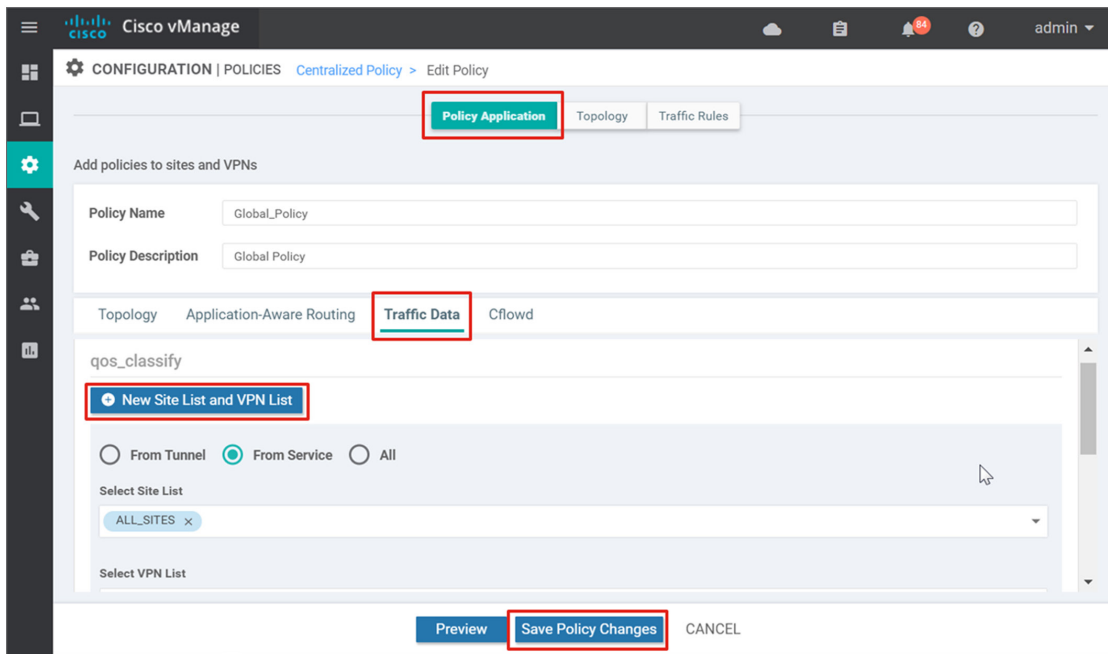 cisco Cisco vManage 84 admin
CONFIGURATION | POLICIES Centralized Policy > Edit Policy
Policy Application Topology Traffic Rules
Add policies to sites and VPNs
Policy Name Global_Policy
Policy Description Global Policy
Topology Application-Aware Routing Traffic Data Cflowd
qos_classify
New Site List and VPN List
From Tunnel From Service All
Select Site List
ALL_SITES ×
Select VPN List
Preview Save Policy Changes CANCEL